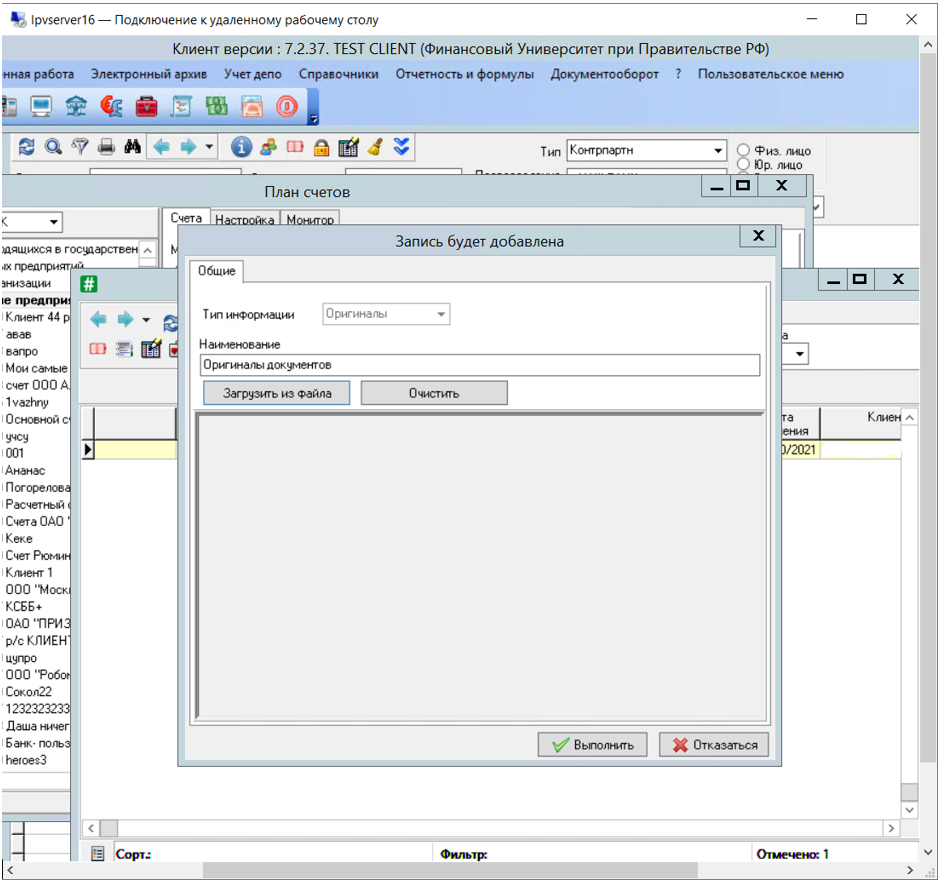 lpvserver16 — Подключение к удаленному рабочему столу
Клиент версии : 7.2.37. TEST CLIENT (Финансовый Университет при Правительстве РФ)
нная работа Электронный архив Учет депо Справочники Отчетность и формулы Документооборот ? Пользовательское меню
Тип Контрпартн Физ. лицо
Юр. лицо
План счетов
К
Счета Настройка Монитор
одящихся в государствен
ых предприятий
анизации
ые предприя
Клиент 44 р
авав
вапро
Мои самые
счет ООО А
1vazhny
Основной с
учсу
001
Ананас
Погорелова
Расчетный
Счета ОАО "
Кеке
Счет Рюмин
Клиент 1
ООО "Моск
КСББ+
ОАО "ПРИЗ
р/с КЛИЕН
цупро
ООО "Робо
Сокол22
1232323233
Даша ничег
Банк- польз
heroes3
Запись будет добавлена
Общие
Тип информации Оригиналы
Наименование
Оригиналы документов
Загрузить из файла Очистить
Выполнить Отказаться
а
та
ения
Клиен
0/2021
Сорт.: Фильтр: Отмечено: 1